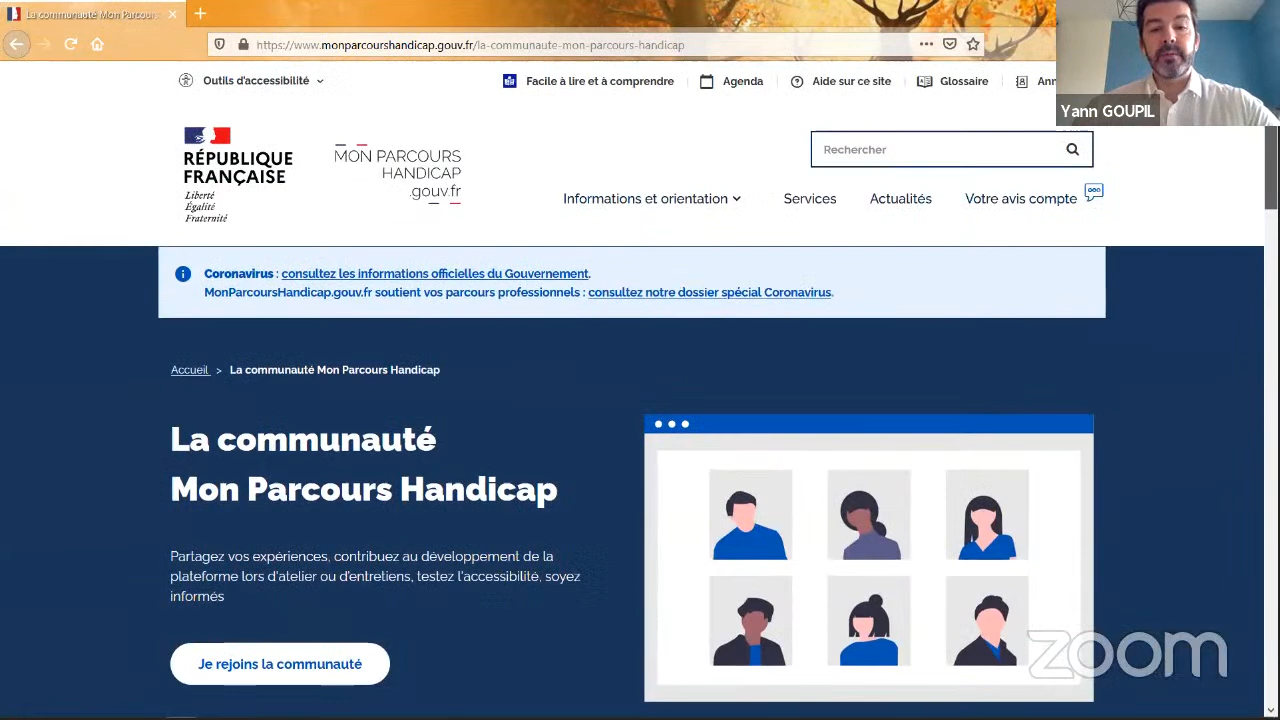 La communauté Mon Parcours
https://www.monparcourshandicap.gouv.fr/la-communaute-mon-parcours-handicap
Outils d'accessibilité
Facile à lire et à comprendre
Agenda
Aide sur ce site
Glossaire
Ann
Yann GOUPIL
RÉPUBLIQUE
FRANÇAISE
Liberté
Égalité
Fraternité
MON PARCOURS
HANDICAP
.gouv.fr
Rechercher
Informations et orientation
Services
Actualités
Votre avis compte
Coronavirus : consultez les informations officielles du Gouvernement.
MonParcoursHandicap.gouv.fr soutient vos parcours professionnels : consultez notre dossier spécial Coronavirus.
Accueil > La communauté Mon Parcours Handicap
La communauté
Mon Parcours Handicap
Partagez vos expériences, contribuez au développement de la
plateforme lors d'atelier ou d'entretiens, testez l'accessibilité, soyez
informés
Je rejoins la communauté
zoom